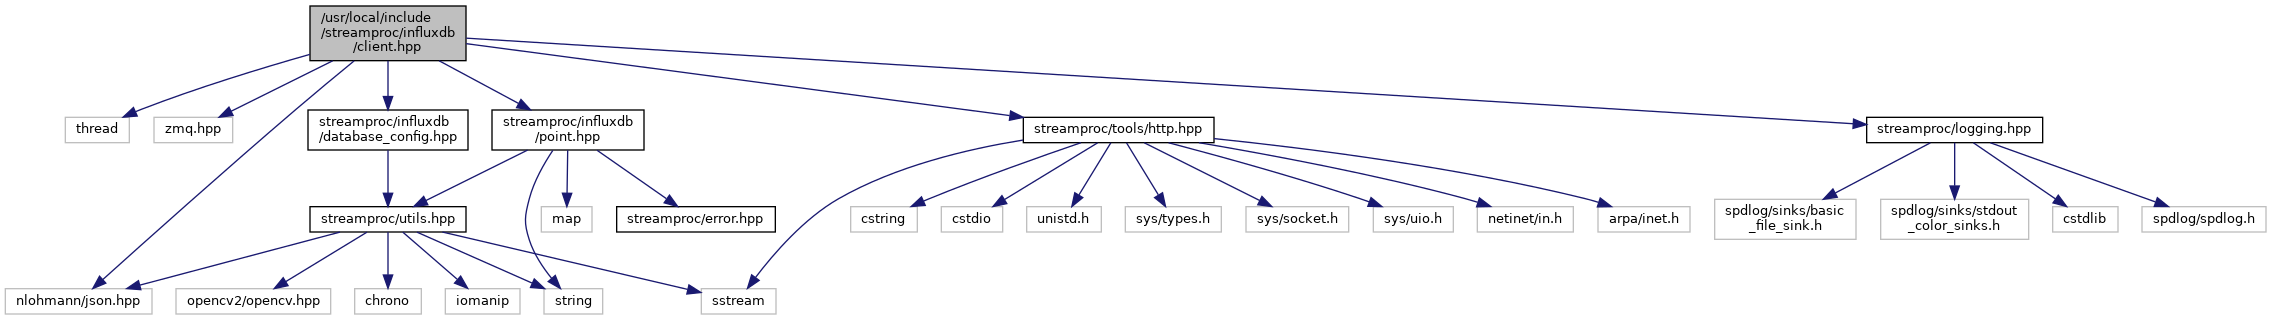 /usr/local/include
/streamproc/influxdb
/client.hpp
thread
zmq.hpp
streamproc/influxdb
/database_config.hpp
streamproc/influxdb
/point.hpp
streamproc/tools/http.hpp
streamproc/logging.hpp
streamproc/utils.hpp
map
streamproc/error.hpp
cstring
cstdio
unistd.h
sys/types.h
sys/socket.h
sys/uio.h
netinet/in.h
arpa/inet.h
spdlog/sinks/basic
_file_sink.h
spdlog/sinks/stdout
_color_sinks.h
cstdlib
spdlog/spdlog.h
nlohmann/json.hpp
opencv2/opencv.hpp
chrono
iomanip
string
sstream